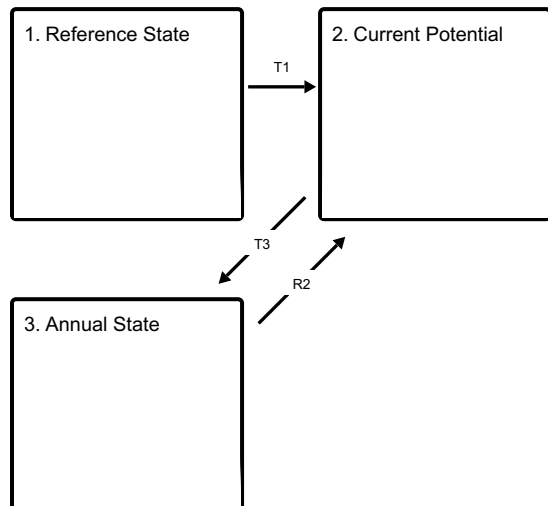 1. Reference State
T1
2. Current Potential
T3
R2
3. Annual State